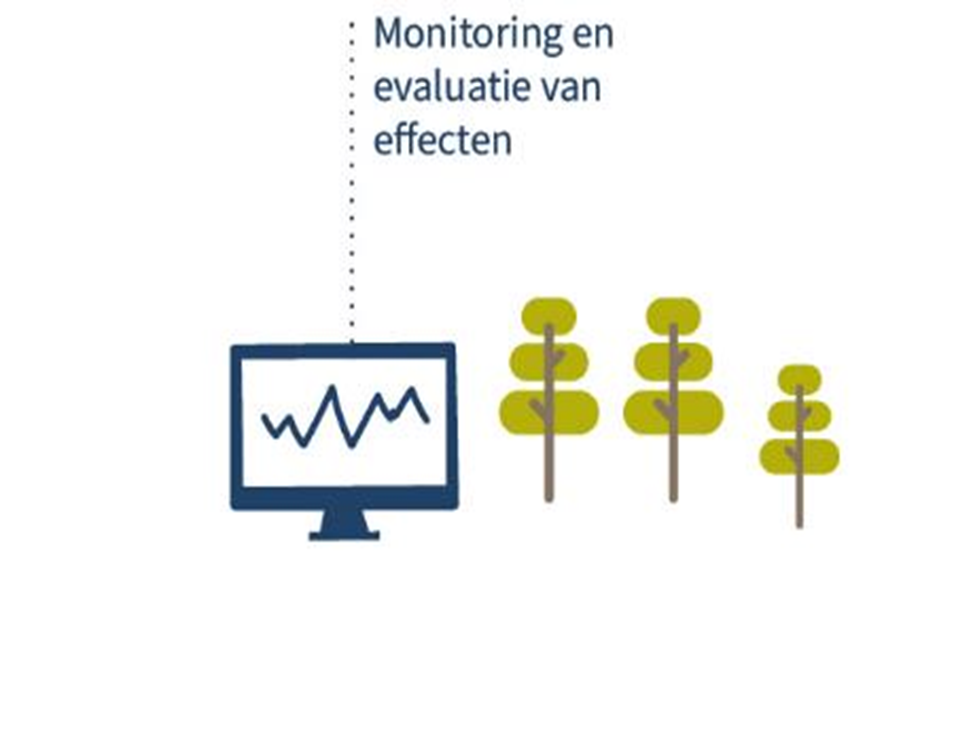 Monitoring en
evaluatie van
effecten